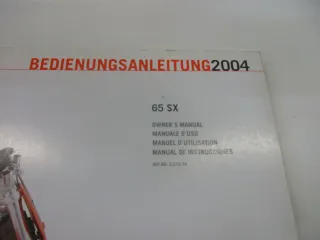 BEDIENUNGSANLEITUNG2004
65 SX
OWNER'S MANUAL
MANUALE D'USO
MANUEL D'UTILISATION
MANUAL DE INSTRUCCIONES